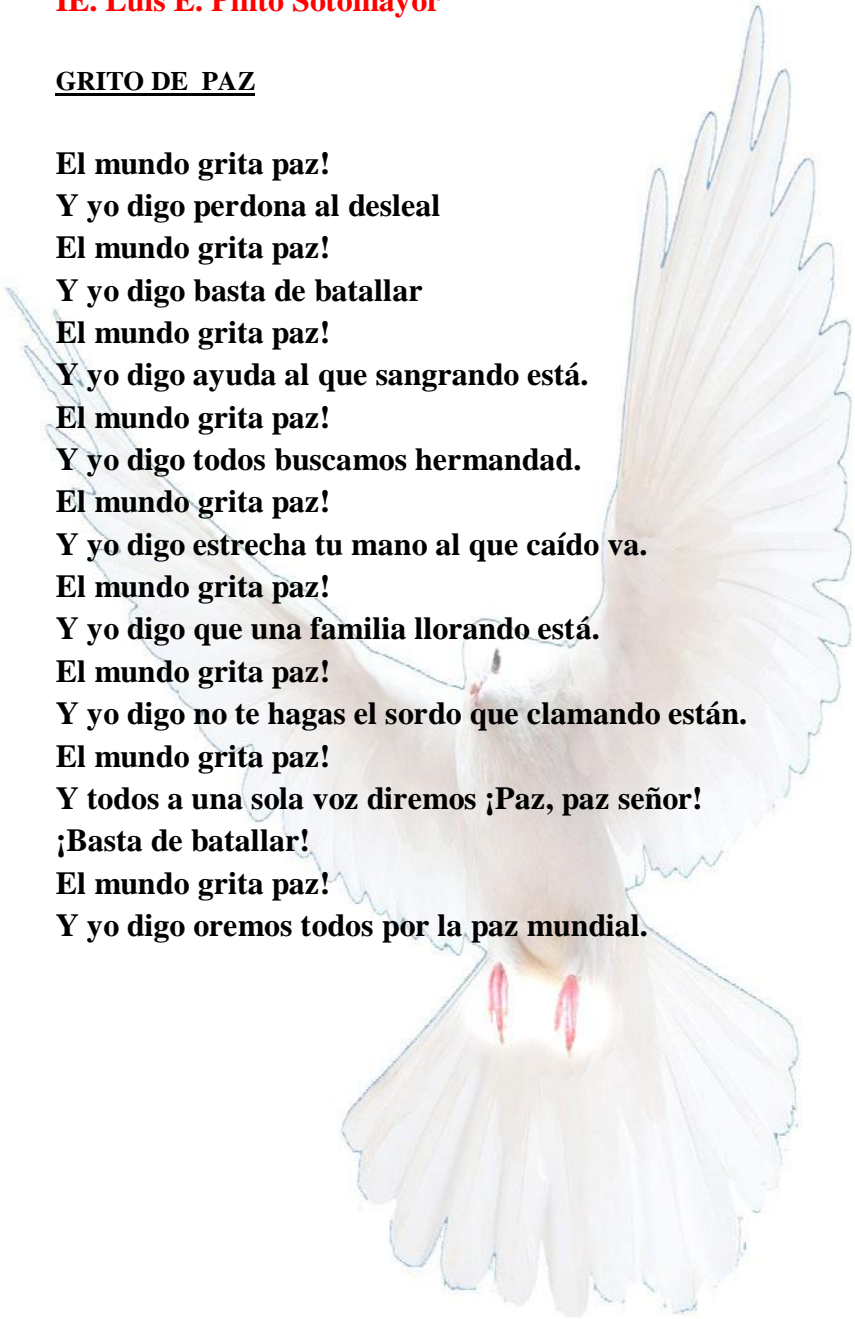 IE. Luis E. Pinto Sotomayor
GRITO DE PAZ
El mundo grita paz!
Y yo digo perdona al desleal
El mundo grita paz!
Y yo digo basta de batallar
El mundo grita paz!
Y yo digo ayuda al que sangrando está.
El mundo grita paz!
Y yo digo todos buscamos hermandad.
El mundo grita paz!
Y yo digo estrecha tu mano al que caído va.
El mundo grita paz!
Y yo digo que una familia llorando está.
El mundo grita paz!
Y yo digo no te hagas el sordo que clamando están.
El mundo grita paz!
Y todos a una sola voz diremos ¡Paz, paz señor!
¡Basta de batallar!
El mundo grita paz!
Y yo digo oremos todos por la paz mundial.